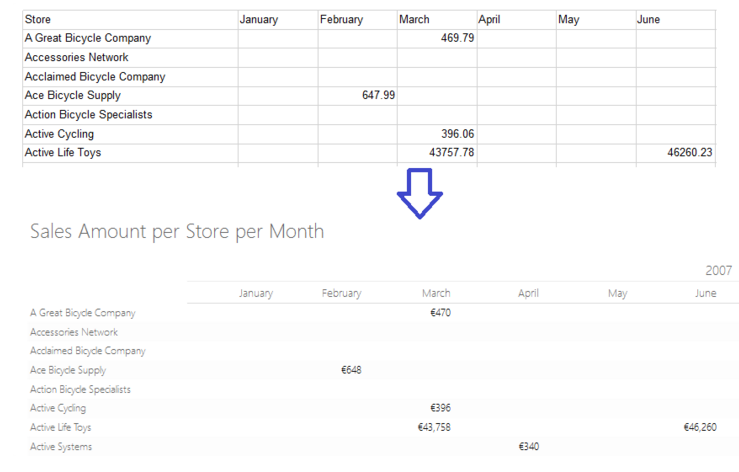 Store January February March April May June
A Great Bicycle Company 469.79
Accessories Network
Acclaimed Bicycle Company
Ace Bicycle Supply 647.99
Action Bicycle Specialists
Active Cycling 396.06
Active Life Toys 43757.78 46260.23
Sales Amount per Store per Month
2007
January February March April May June
A Great Bicycle Company €470
Accessories Network
Acclaimed Bicycle Company
Ace Bicycle Supply €648
Action Bicycle Specialists
Active Cycling €396
Active Life Toys €43,758 €46,260
Active Systems €340